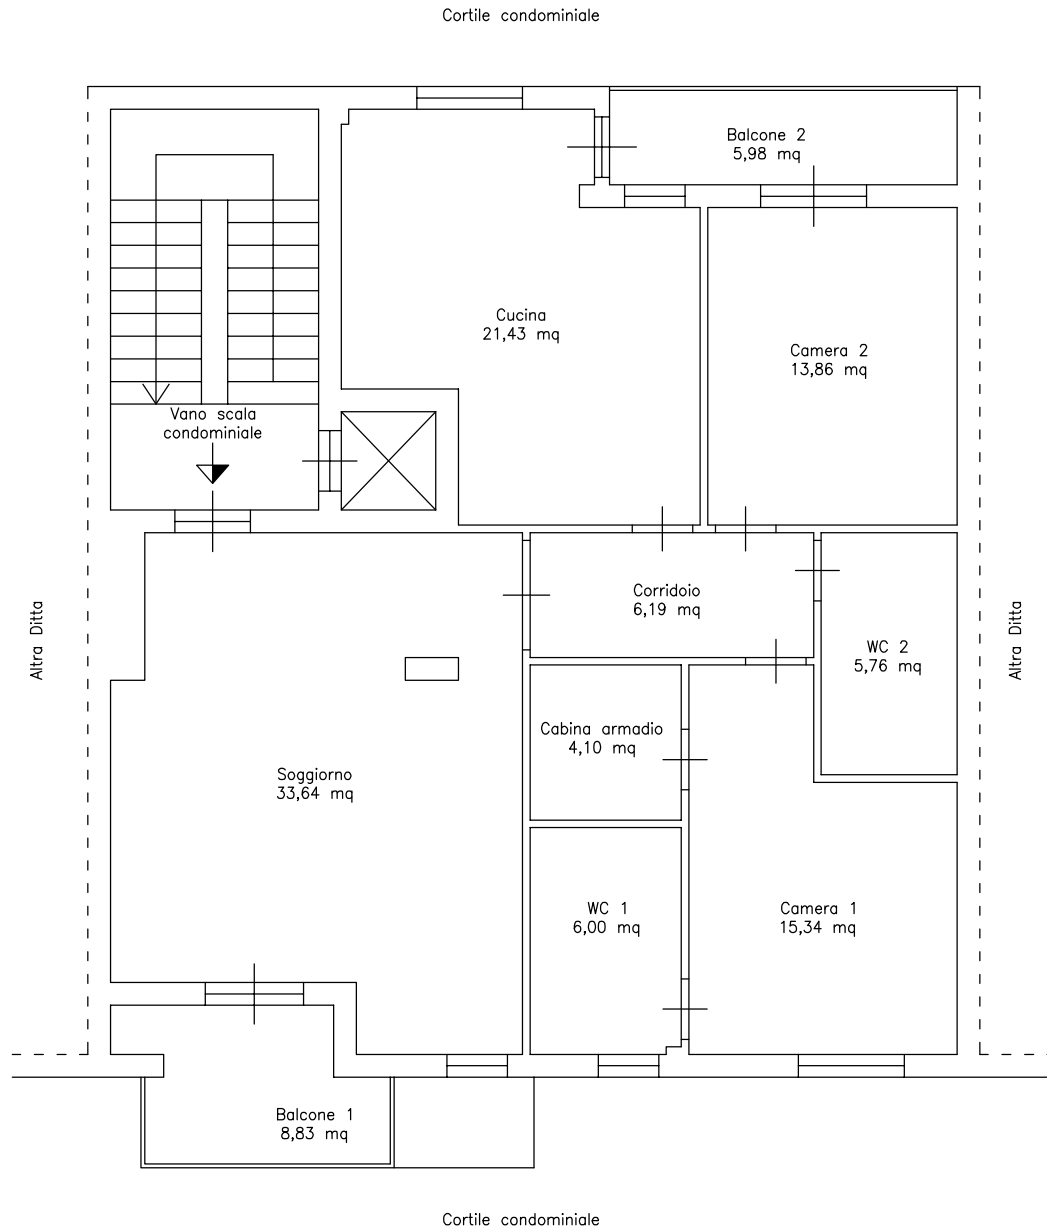 Cortile condominiale
Balcone 2
5,98 mq
Cucina
21,43 mq
Camera 2
13,86 mq
Vano scala
condominiale
Corridoio
6,19 mq
Altra Ditta
Altra Ditta
WC 2
5,76 mq
Cabina armadio
4,10 mq
Soggiorno
33,64 mq
WC 1
6,00 mq
Camera 1
15,34 mq
Balcone 1
8,83 mq
Cortile condominiale